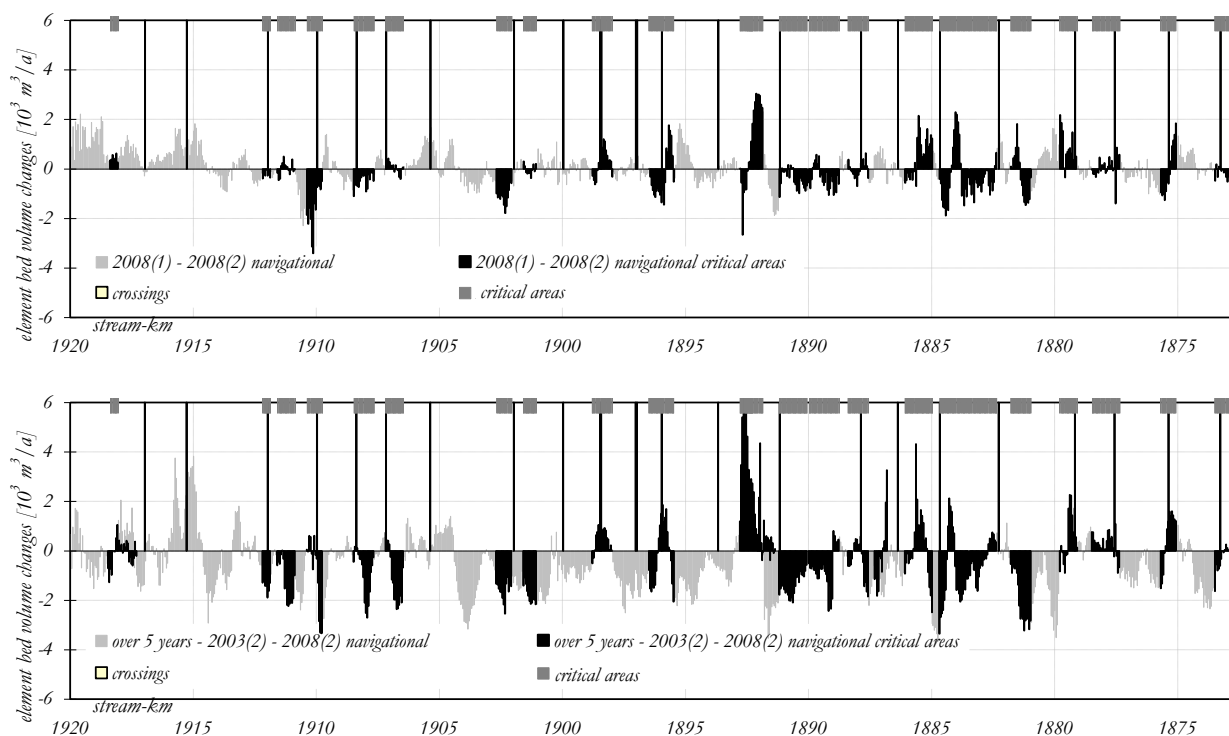 element bed volume changes [10³ m³/a]
6
4
2
0
-2
-4
-6
2008(1) - 2008(2) navigational
2008(1) - 2008(2) navigational critical areas
crossings
critical areas
stream-km
1920 1915 1910 1905 1900 1895 1890 1885 1880 1875
element bed volume changes [10³ m³/a]
6
4
2
0
-2
-4
-6
over 5 years - 2003(2) - 2008(2) navigational
over 5 years - 2003(2) - 2008(2) navigational critical areas
crossings
critical areas
stream-km
1920 1915 1910 1905 1900 1895 1890 1885 1880 1875